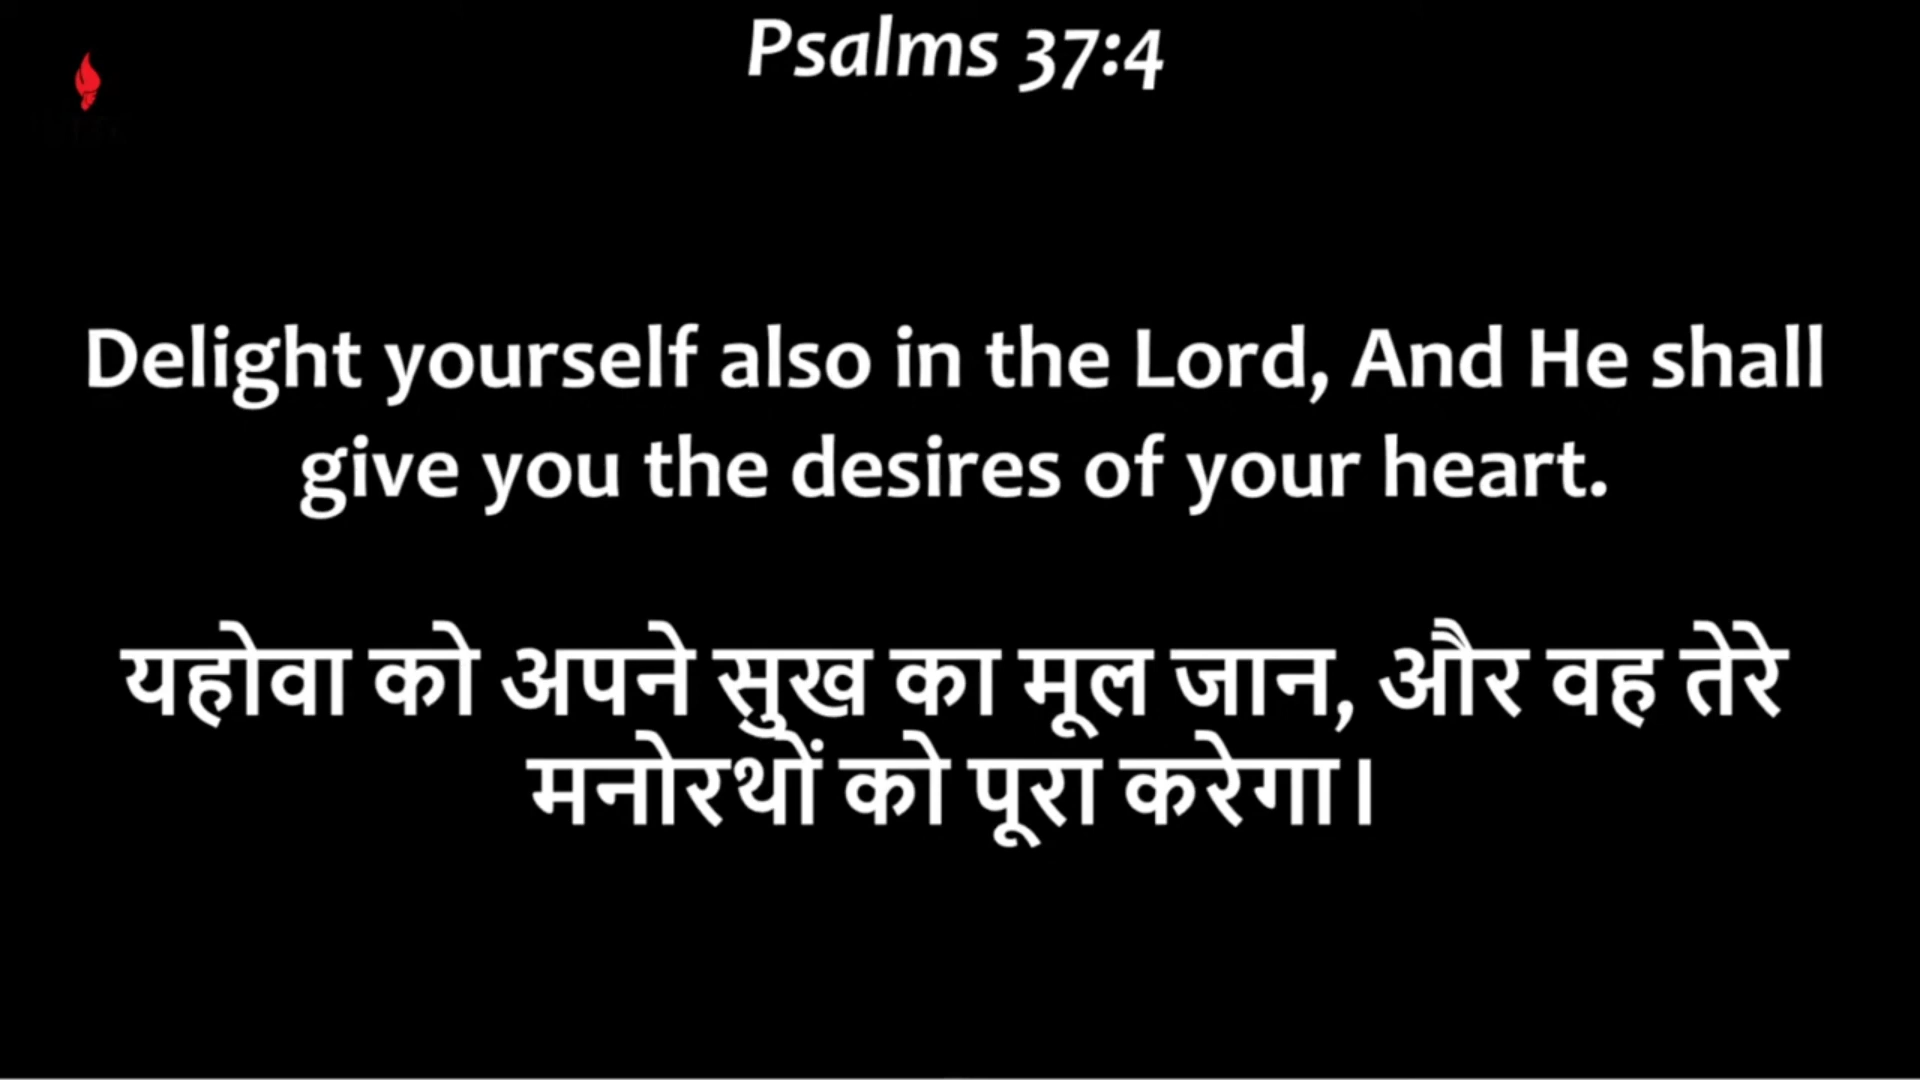 Psalms 37:4
Delight yourself also in the Lord, And He shall
give you the desires of your heart.
यहोवा को अपने सुख का मूल जान, और वह तेरे
मनोरथों को पूरा करेगा।